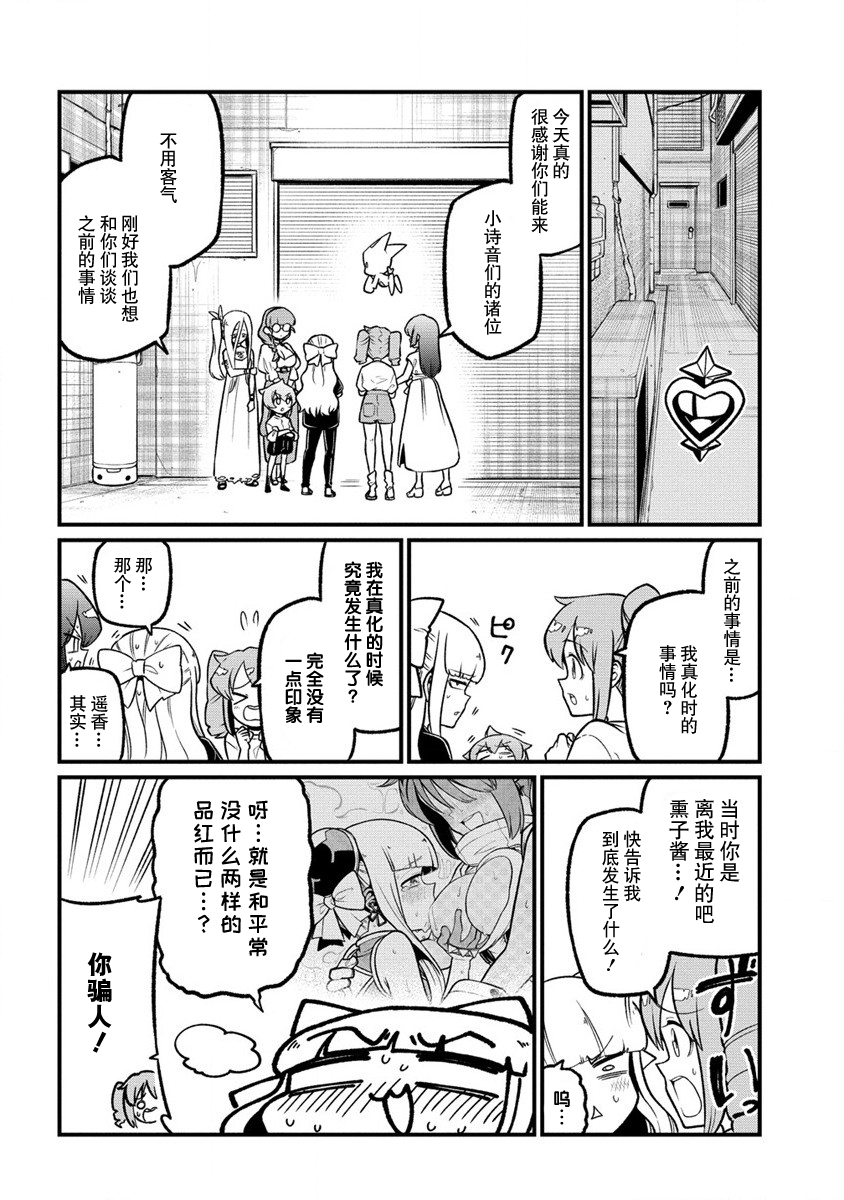 今天真的
很感谢你们能来
小诗音们的诸位
不用客气
刚好我们也想
和你们谈谈
之前的事情
之前的事情是…
我真化时的
事情吗？
ピク
我在真化的时候
究竟发生什么了？
完全没有
一点印象
那…
那个…
遥香…
其实…
当时你是
离我最近的吧
熏子酱…！
快告诉我
到底发生了什么！
ずいっ
呜…
呀…就是和平常
没什么两样的
品红而已…？
你骗人！